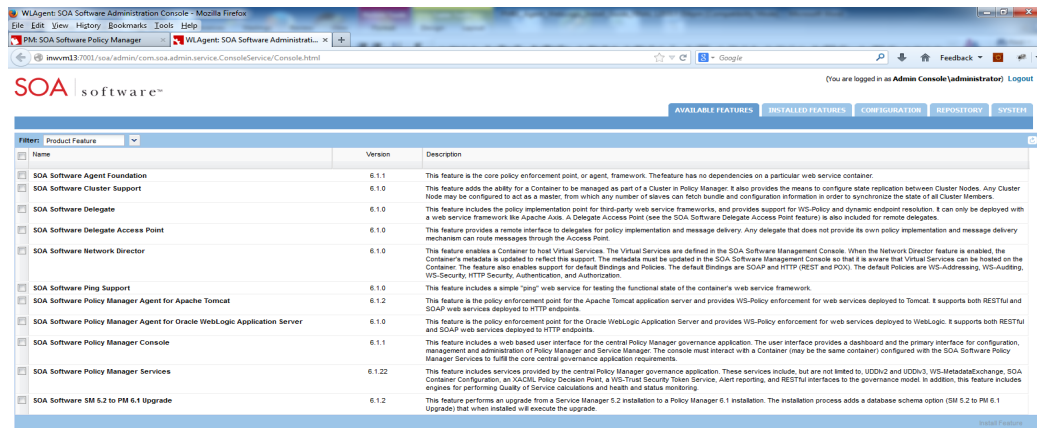 WLAgent: SOA Software Administration Console - Mozilla Firefox
File Edit View History Bookmarks Tools Help
PM: SOA Software Policy Manager × WLAgent: SOA Software Administrati... × +
inwvm13:7001/soa/admin/com.soa.admin.service.ConsoleService/Console.html Google Feedback
(You are logged in as Admin Console\administrator) Logout
SOA software
AVAILABLE FEATURES INSTALLED FEATURES CONFIGURATION REPOSITORY SYSTEM
Filter: Product Feature
Name Version Description
SOA Software Agent Foundation 6.1.1 This feature is the core policy enforcement point, or agent, framework. Thefeature has no dependencies on a particular web service container.
SOA Software Cluster Support 6.1.0 This feature adds the ability for a Container to be managed as part of a Cluster in Policy Manager. It also provides the means to configure state replication between Cluster Nodes. Any Cluster
Node may be configured to act as a master, from which any number of slaves can fetch bundle and configuration information in order to synchronize the state of all Cluster Members.
SOA Software Delegate 6.1.0 This feature includes the policy implementation point for third-party web service frameworks, and provides support for WS-Policy and dynamic endpoint resolution. It can only be deployed with
a web service framework like Apache Axis. A Delegate Access Point (see the SOA Software Delegate Access Point feature) is also included for remote delegates.
SOA Software Delegate Access Point 6.1.0 This feature provides a remote interface to delegates for policy implementation and message delivery. Any delegate that does not provide its own policy implementation and message delivery
mechanism can route messages through the Access Point.
SOA Software Network Director 6.1.0 This feature enables a Container to host Virtual Services. The Virtual Services are defined in the SOA Software Management Console. When the Network Director feature is enabled, the
Container's metadata is updated to reflect this support. The metadata must be updated in the SOA Software Management Console so that it is aware that Virtual Services can be hosted on the
Container. The feature also enables support for default Bindings and Policies. The default Bindings are SOAP and HTTP (REST and POX). The default Policies are WS-Addressing, WS-Auditing,
WS-Security, HTTP Security, Authentication, and Authorization.
SOA Software Ping Support 6.1.0 This feature includes a simple "ping" web service for testing the functional state of the container's web service framework.
SOA Software Policy Manager Agent for Apache Tomcat 6.1.2 This feature is the policy enforcement point for the Apache Tomcat application server and provides WS-Policy enforcement for web services deployed to Tomcat. It supports both RESTful and
SOAP web services deployed to HTTP endpoints.
SOA Software Policy Manager Agent for Oracle WebLogic Application Server 6.1.0 This feature is the policy enforcement point for the Oracle WebLogic Application Server and provides WS-Policy enforcement for web services deployed to WebLogic. It supports both RESTful
and SOAP web services deployed to HTTP endpoints.
SOA Software Policy Manager Console 6.1.1 This feature includes a web based user interface for the central Policy Manager governance application. The user interface provides a dashboard and the primary interface for configuration,
management and administration of Policy Manager and Service Manager. The console must interact with a Container (may be the same container) configured with the SOA Software Policy
Manager Services to fulfill the core central governance application requirements.
SOA Software Policy Manager Services 6.1.22 This feature includes services provided by the central Policy Manager governance application. These services include, but are not limited to, UDDIv2 and UDDIv3, WS-MetadataExchange, SOA
Container Configuration, an XACML Policy Decision Point, a WS-Trust Security Token Service, Alert reporting, and RESTful interfaces to the governance model. In addition, this feature includes
engines for performing Quality of Service calculations and health and status monitoring.
SOA Software SM 5.2 to PM 6.1 Upgrade 6.1.2 This feature performs an upgrade from a Service Manager 5.2 installation to a Policy Manager 6.1 installation. The installation process adds a database schema option (SM 5.2 to PM 6.1
Upgrade) that when installed will execute the upgrade.
Install Feature